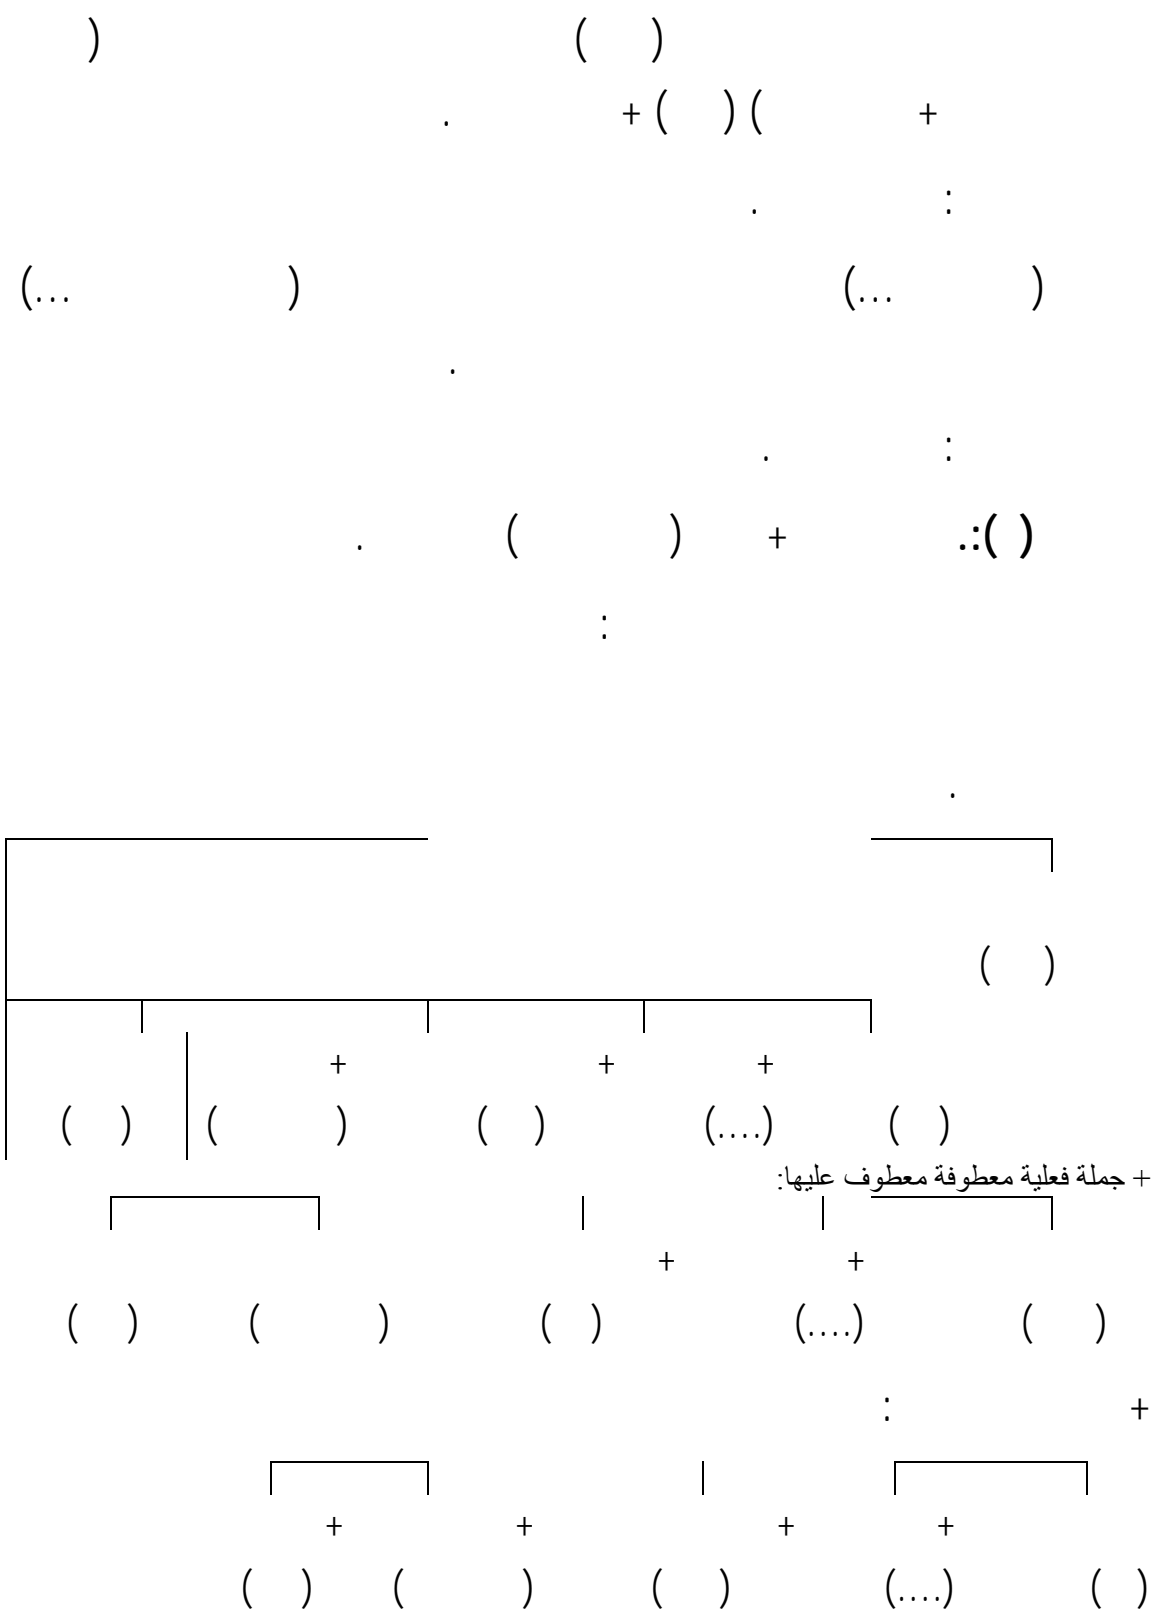 ( ) (
+ ) ( ) + .
: .
( ...) ( ...)
.
: .
( ):. + ( ) .
:
.
( )
+ + +
( ) (....) ( ) ( ) ( )
+ جملة فعلية معطوفة معطوف عليها:
+ +
( ) (....) ( ) ( ) ( )
+ :
+ + + +
( ) (....) ( ) ( ) ( )